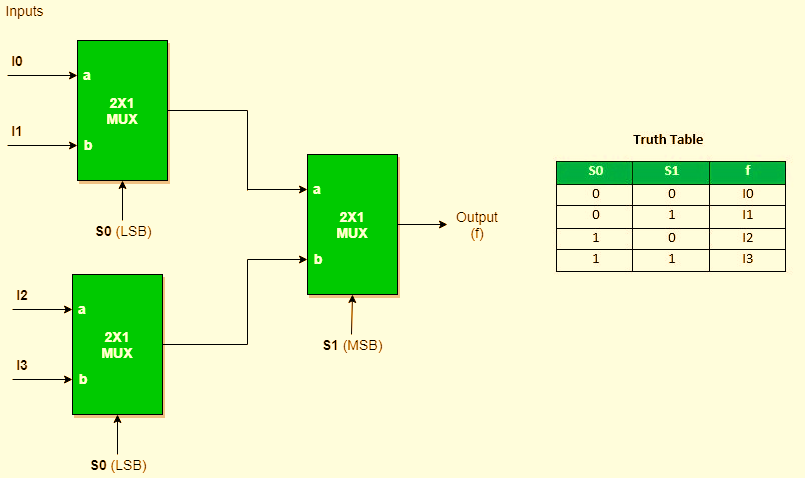 Inputs
I0
a
2X1
MUX
I1
b
S0 (LSB)
I2
a
2X1
MUX
I3
b
S0 (LSB)
a
2X1
MUX
b
S1 (MSB)
Output
(f)
Truth Table
S0 S1 f
0 0 I0
0 1 I1
1 0 I2
1 1 I3